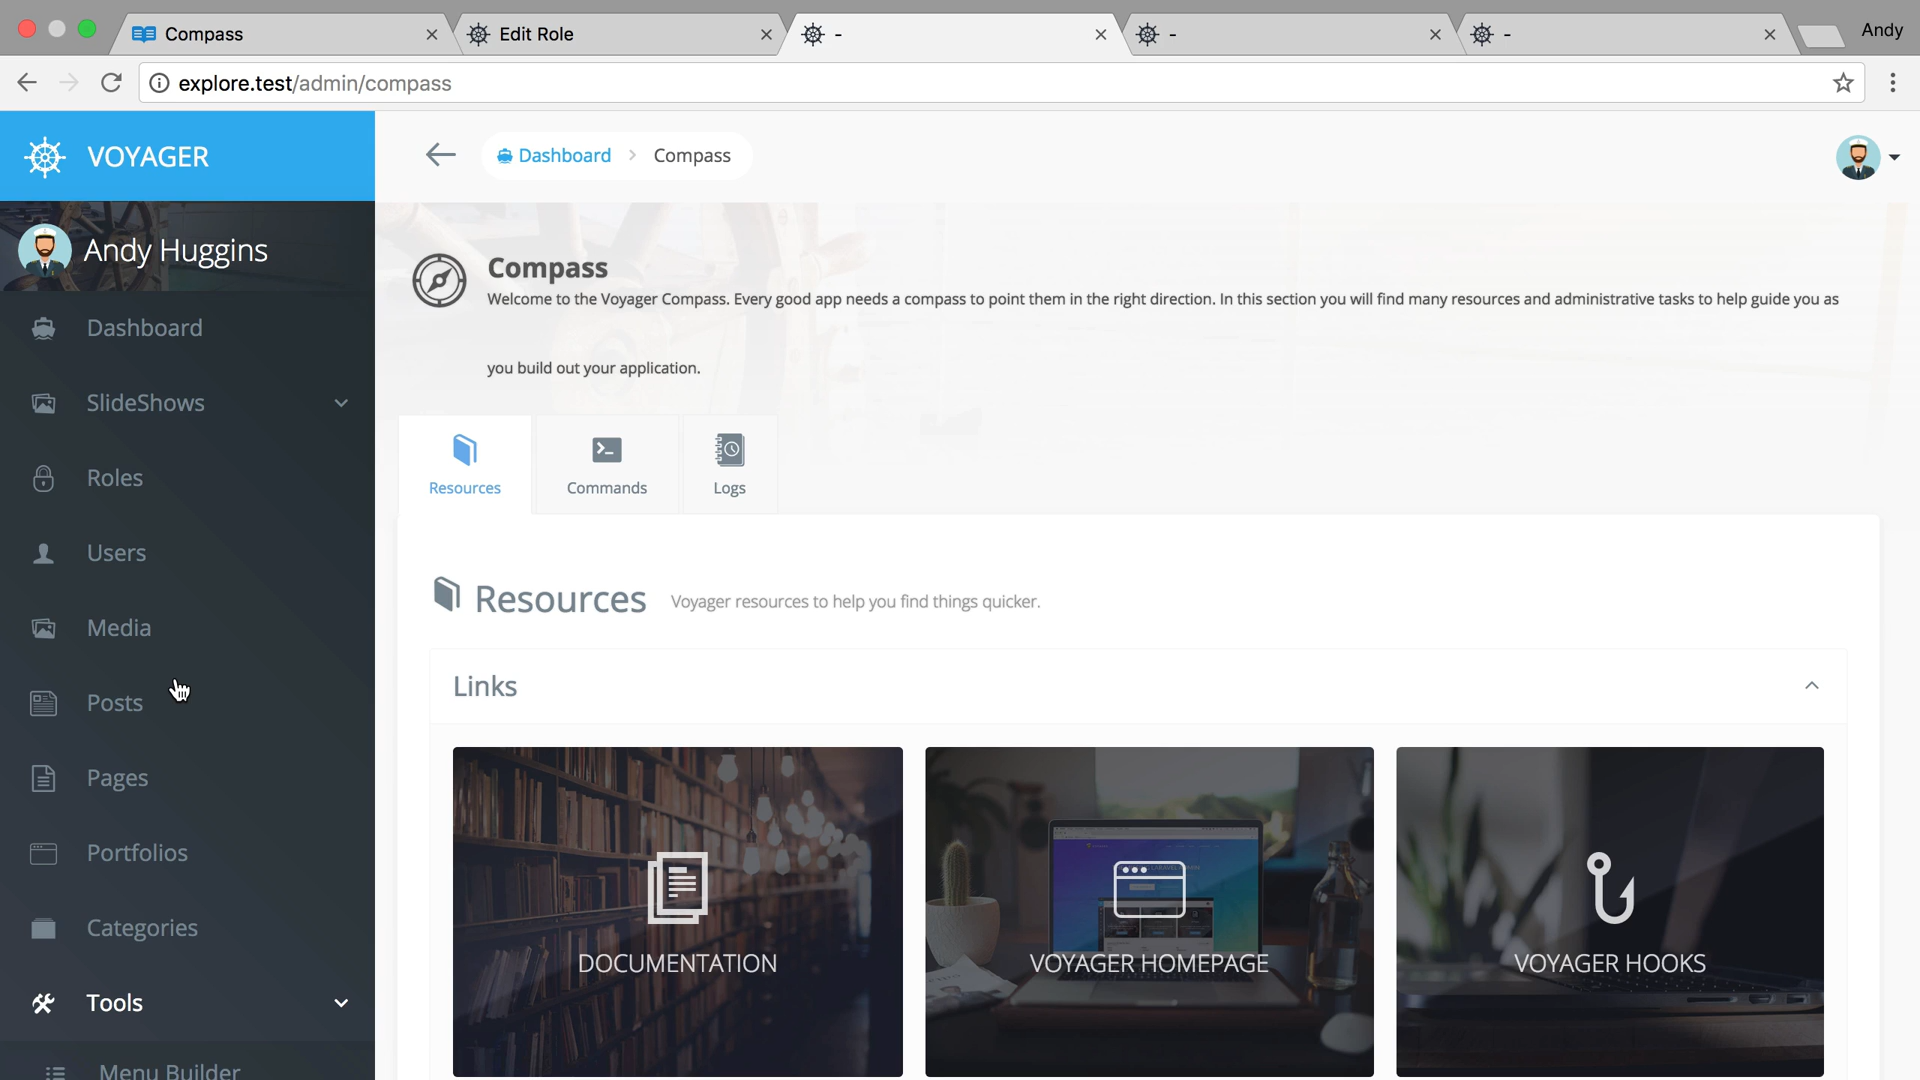 Compass
Edit Role
-
-
-
Andy
explore.test/admin/compass
VOYAGER
Dashboard
Compass
Andy Huggins
Compass
Welcome to the Voyager Compass. Every good app needs a compass to point them in the right direction. In this section you will find many resources and administrative tasks to help guide you as
you build out your application.
Dashboard
SlideShows
Roles
Users
Media
Posts
Pages
Portfolios
Categories
Tools
Menu Builder
Resources
Commands
Logs
Resources
Voyager resources to help you find things quicker.
Links
DOCUMENTATION
VOYAGER HOMEPAGE
VOYAGER HOOKS